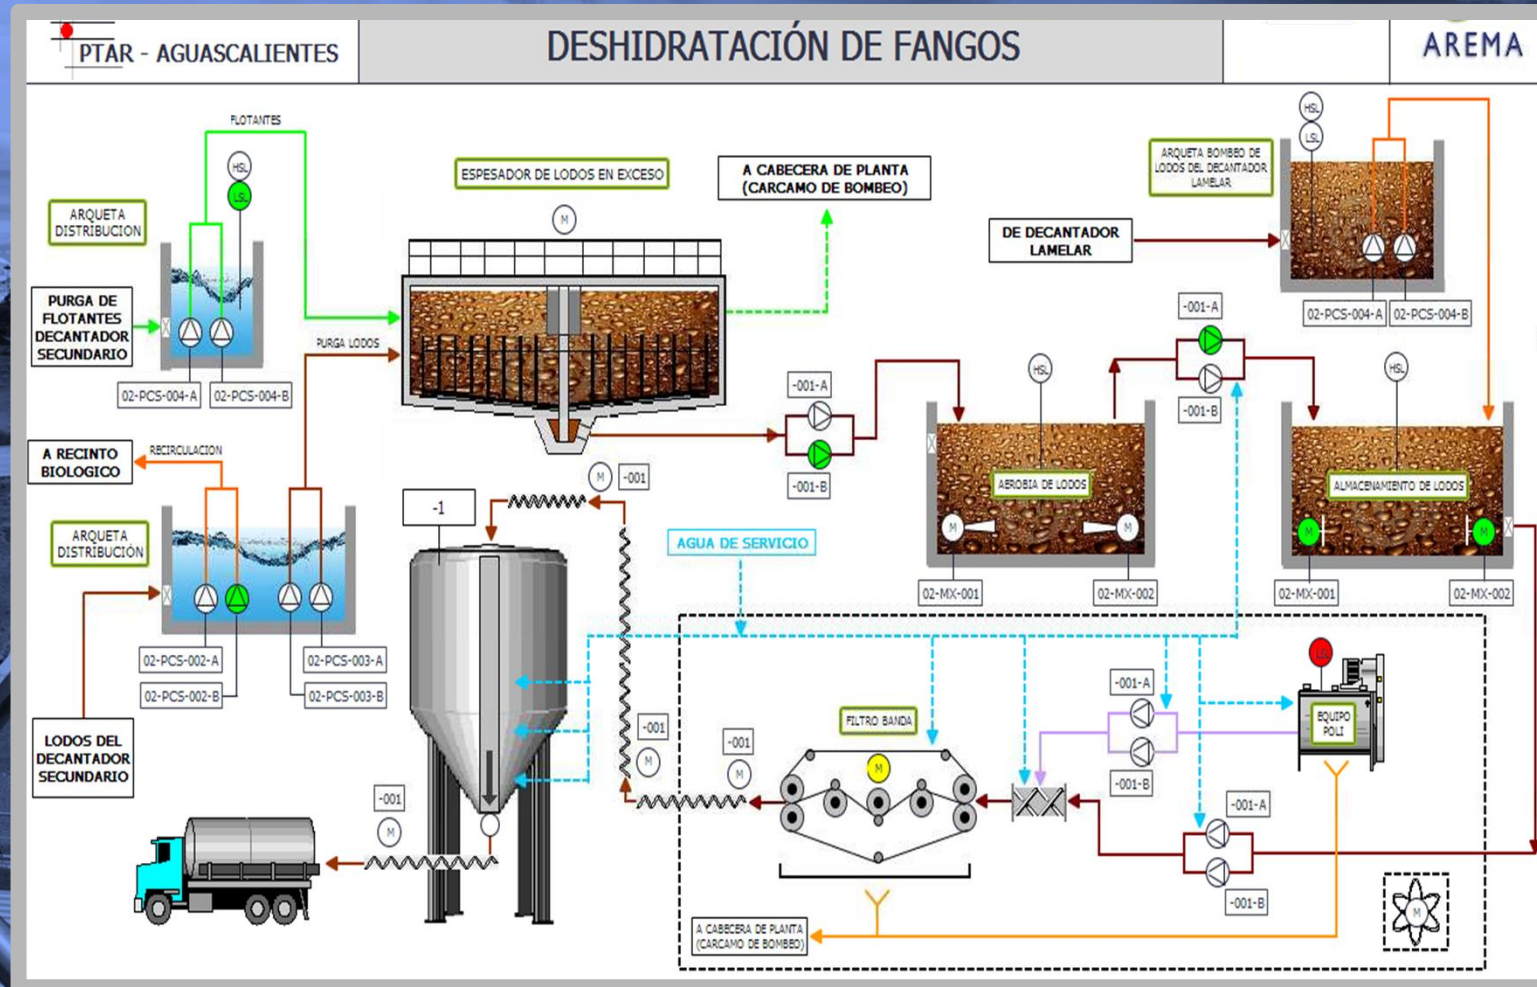 PTAR - AGUASCALIENTES
DESHIDRATACIÓN DE FANGOS
AREMA
FLOTANTES
HSL
LSL
ARQUETA
DISTRIBUCION
PURGA DE
FLOTANTES
DECANTADOR
SECUNDARIO
02-PCS-004-A
02-PCS-004-B
ESPESADOR DE LODOS EN EXCESO
M
A CABECERA DE PLANTA
(CARCAMO DE BOMBEO)
PURGA LODOS
HSL
LSL
ARQUETA BOMBEO DE
LODOS DEL DECANTADOR
LAMELAR
DE DECANTADOR
LAMELAR
02-PCS-004-A
02-PCS-004-B
-001-A
-001-B
-001-A
-001-B
HSL
HSL
AEROBIA DE LODOS
ALMACENAMIENTO DE LODOS
M
M
M
M
02-MX-001
02-MX-002
02-MX-001
02-MX-002
A RECINTO
BIOLOGICO
RECIRCULACION
ARQUETA
DISTRIBUCIÓN
02-PCS-002-A
02-PCS-003-A
02-PCS-002-B
02-PCS-003-B
LODOS DEL
DECANTADOR
SECUNDARIO
-1
M
-001
AGUA DE SERVICIO
-001
M
-001
M
FILTRO BANDA
M
-001-A
-001-B
LSL
EQUIPO
POLI
-001-A
-001-B
-001
M
A CABECERA DE PLANTA
(CARCAMO DE BOMBEO)
M